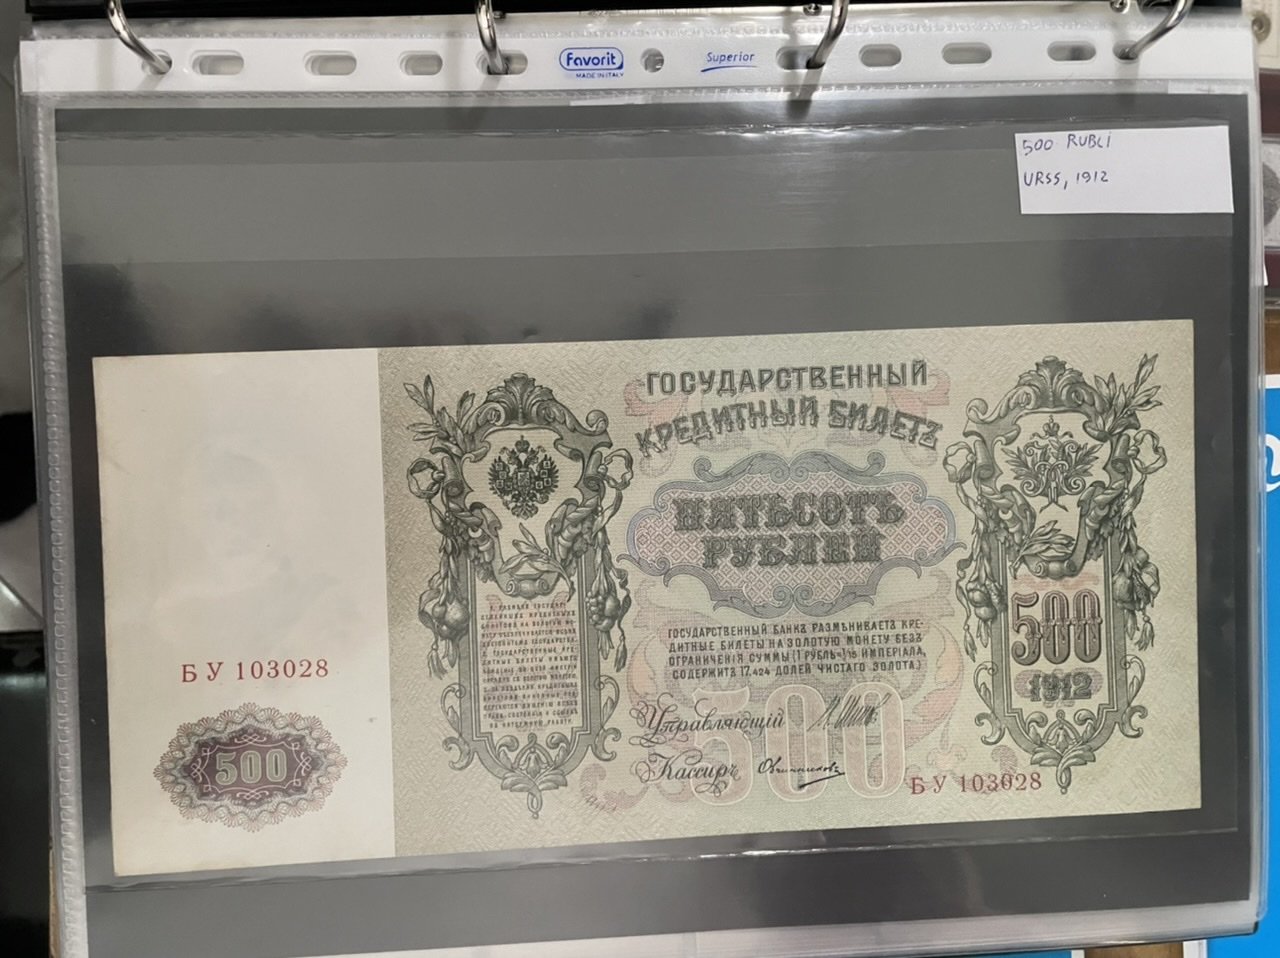 Favorit
MADE IN ITALY
Superior
500 RUBLI
URSS, 1912
ГОСУДАРСТВЕННЫЙ
КРЕДИТНЫЙ БИЛЕТЪ
ПЯТЬСОТЪ
РУБЛЕЙ
ГОСУДАРСТВЕННЫЙ БАНКЪ РАЗМѢНИВАЕТЪ КРЕ-
ДИТНЫЕ БИЛЕТЫ НА ЗОЛОТУЮ МОНЕТУ БЕЗЪ
ОГРАНИЧЕНІЯ СУММЫ (1 РУБЛЬ=1/15 ИМПЕРІАЛА,
СОДЕРЖИТЪ 17,424 ДОЛЕЙ ЧИСТАГО ЗОЛОТА.)
500
1912
БУ 103028
500
Управляющій
Кассиръ Овчинниковъ
500
БУ 103028